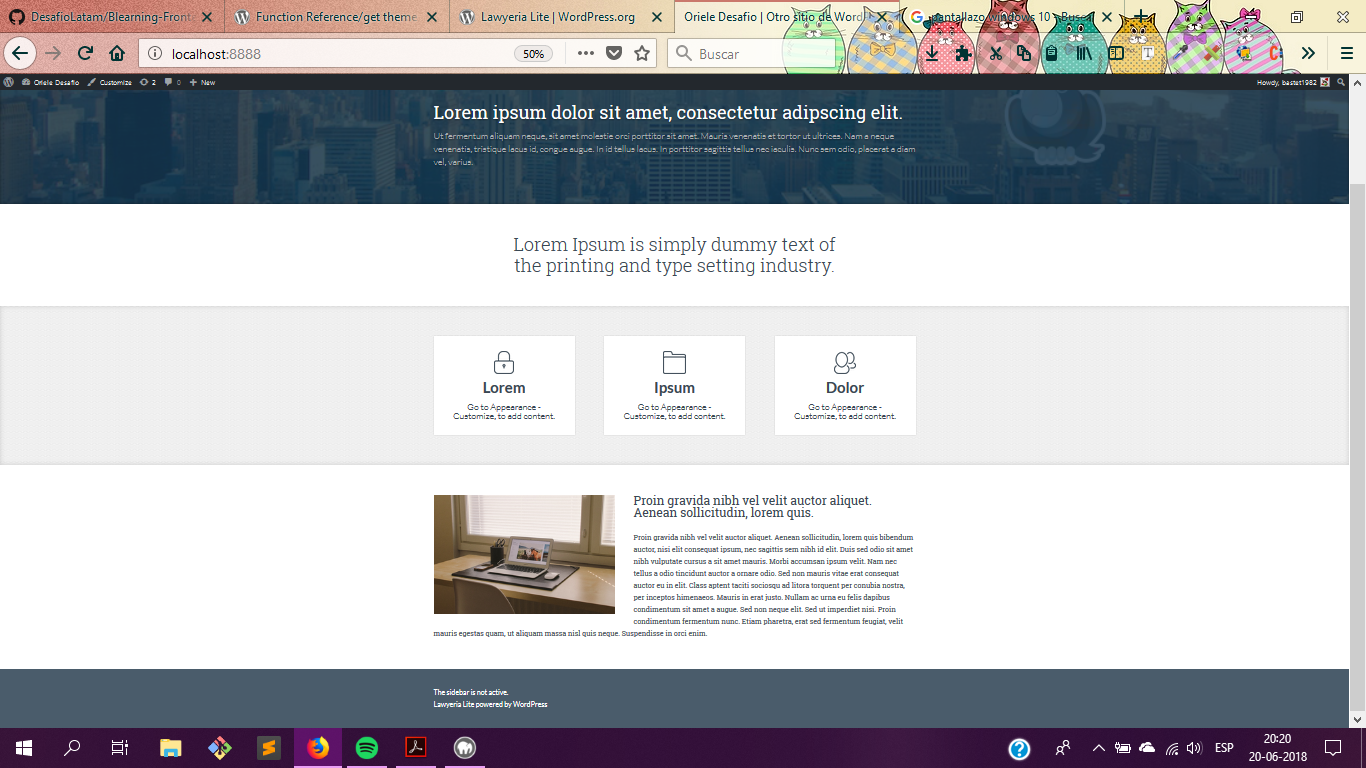 DesafioLatam/Blearning-Front
Function Reference/get theme
Lawyeria Lite | WordPress.org
Oriele Desafio | Otro sitio de Word
pantallazo windows 10 - Bus
localhost:8888
50%
Buscar
Oriele Desafio
Customize
2
0
New
Howdy, bastet1982
Lorem ipsum dolor sit amet, consectetur adipscing elit.
Ut fermentum aliquam neque, sit amet molestie orci porttitor sit amet. Mauris venenatis et tortor ut ultrices. Nam a neque
venenatis, tristique lacus id, congue augue. In id tellus lacus. In porttitor sagittis tellus nec iaculis. Nunc sem odio, placerat a diam
vel, varius.
Lorem Ipsum is simply dummy text of
the printing and type setting industry.
Lorem
Go to Appearance -
Customize, to add content.
Ipsum
Go to Appearance -
Customize, to add content.
Dolor
Go to Appearance -
Customize, to add content.
Proin gravida nibh vel velit auctor aliquet.
Aenean sollicitudin, lorem quis.
Proin gravida nibh vel velit auctor aliquet. Aenean sollicitudin, lorem quis bibendum
auctor, nisi elit consequat ipsum, nec sagittis sem nibh id elit. Duis sed odio sit amet
nibh vulputate cursus a sit amet mauris. Morbi accumsan ipsum velit. Nam nec
tellus a odio tincidunt auctor a ornare odio. Sed non mauris vitae erat consequat
auctor eu in elit. Class aptent taciti sociosqu ad litora torquent per conubia nostra,
per inceptos himenaeos. Mauris in erat justo. Nullam ac urna eu felis dapibus
condimentum sit amet a augue. Sed non neque elit. Sed ut imperdiet nisi. Proin
condimentum fermentum nunc. Etiam pharetra, erat sed fermentum feugiat, velit
mauris egestas quam, ut aliquam massa nisl quis neque. Suspendisse in orci enim.
The sidebar is not active.
Lawyeria Lite powered by WordPress
ESP
20:20
20-06-2018